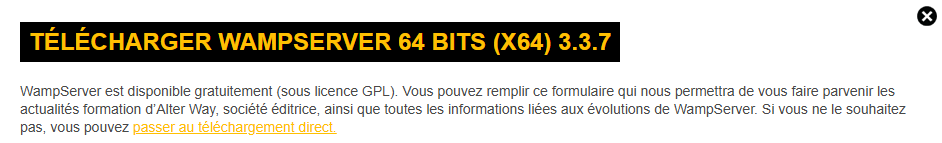 TÉLÉCHARGER WAMPSERVER 64 BITS (X64) 3.3.7
WampServer est disponible gratuitement (sous licence GPL). Vous pouvez remplir ce formulaire qui nous permettra de vous faire parvenir les
actualités formation d'Alter Way, société éditrice, ainsi que toutes les informations liées aux évolutions de WampServer. Si vous ne le souhaitez
pas, vous pouvez passer au téléchargement direct.